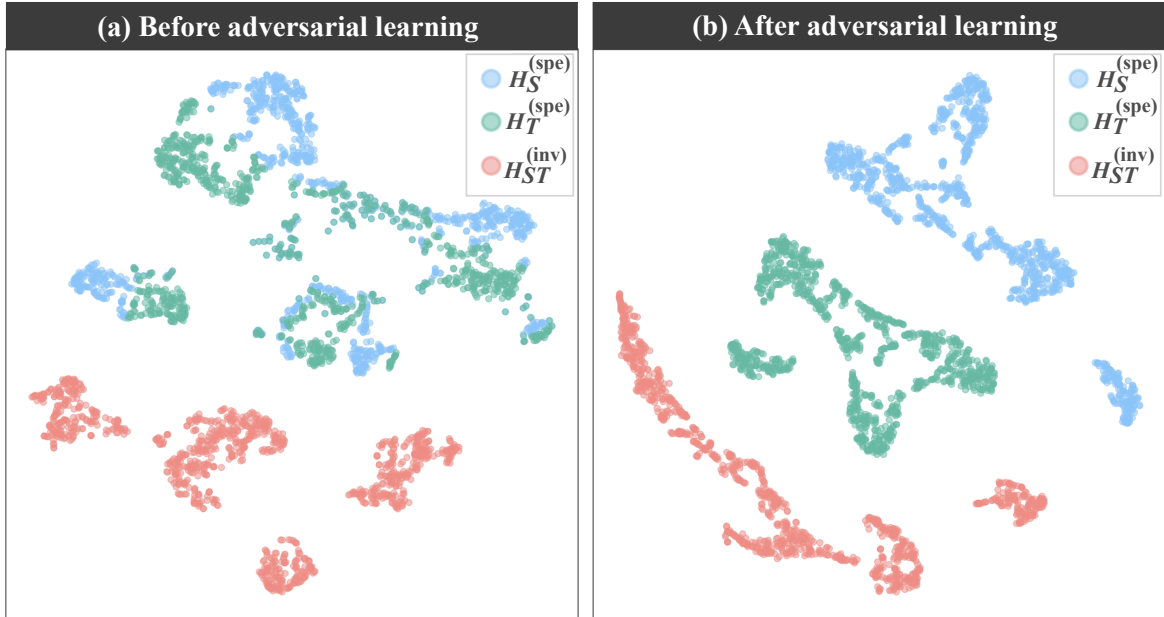 (a) Before adversarial learning
H_S^(spe)
H_T^(spe)
H_ST^(inv)
(b) After adversarial learning
H_S^(spe)
H_T^(spe)
H_ST^(inv)